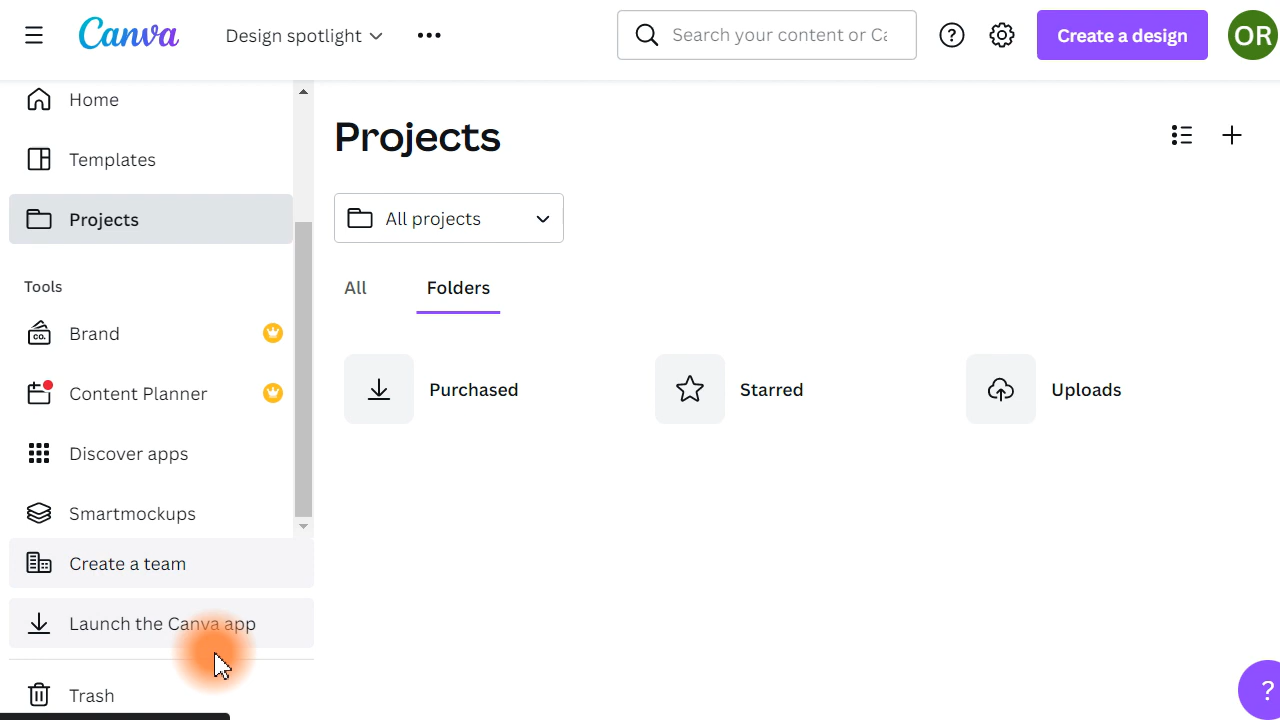 Canva
Design spotlight
Search your content or Ca
?
Create a design
OR
Home
Templates
Projects
Tools
CO.
Brand
Content Planner
Discover apps
Smartmockups
Create a team
Launch the Canva app
Trash
Projects
All projects
All
Folders
Purchased
Starred
Uploads
?